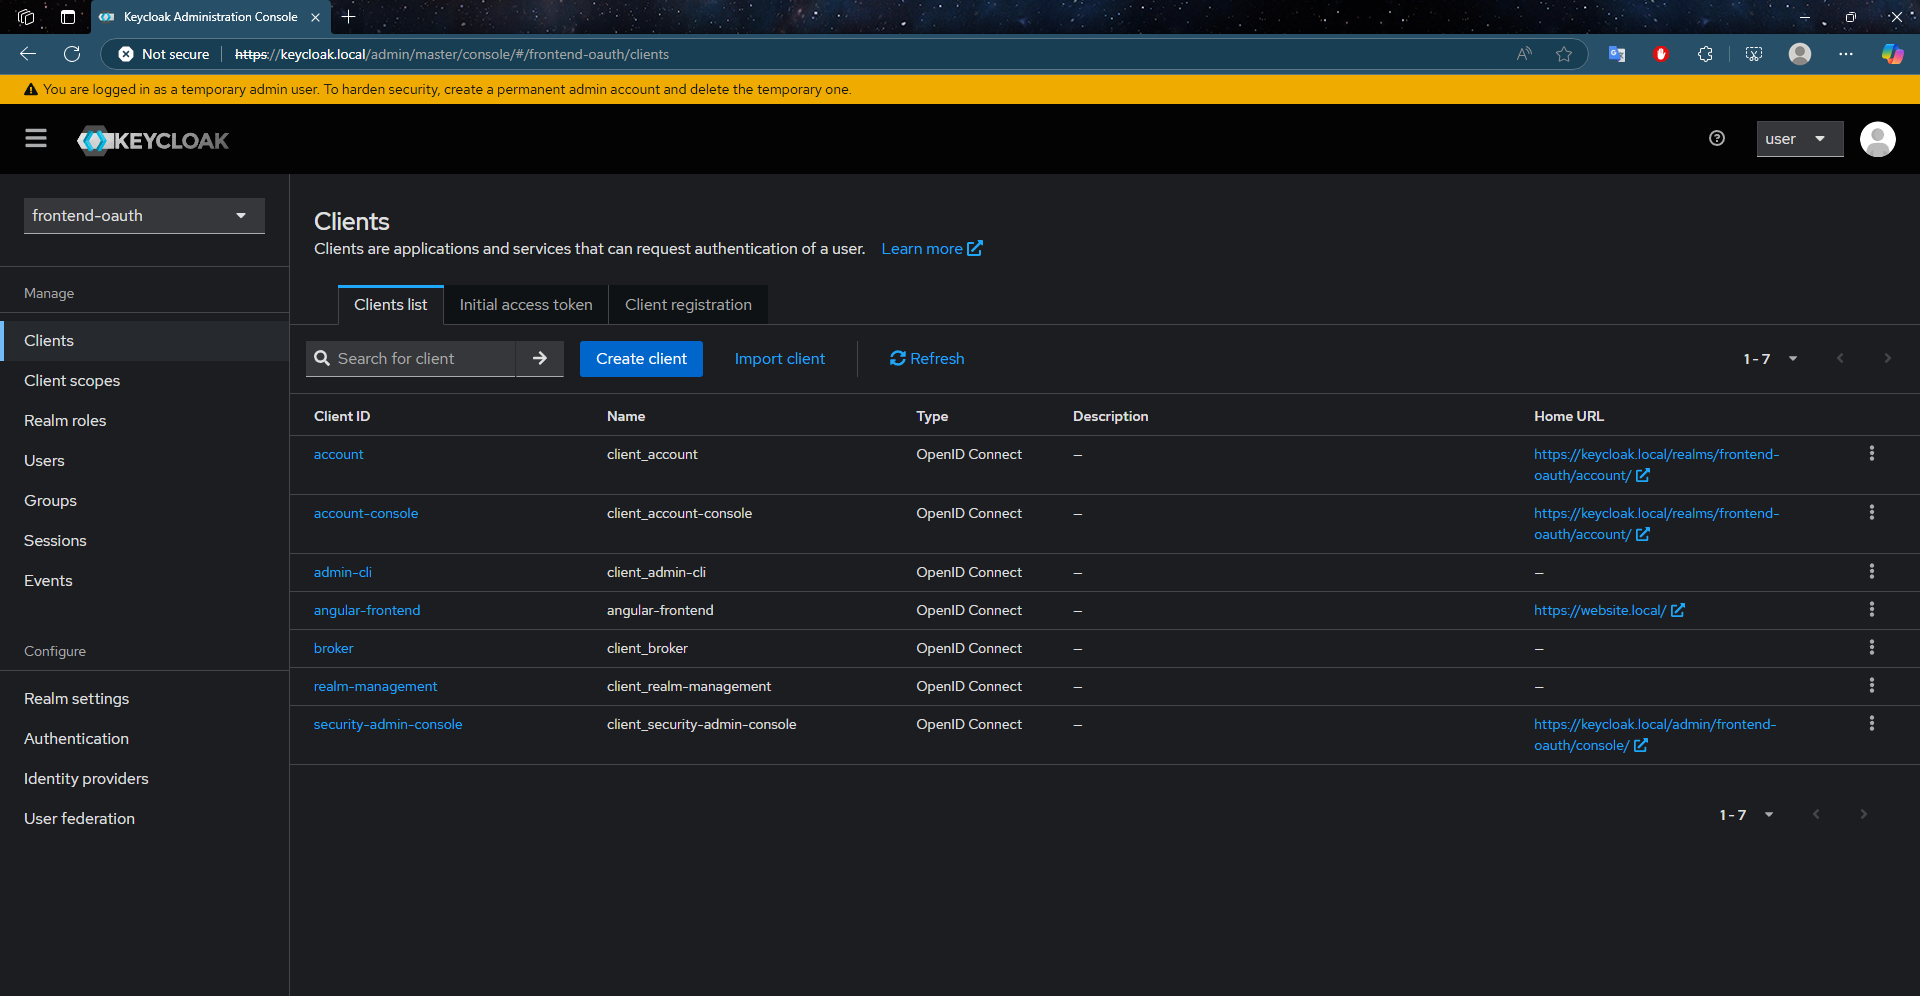 Keycloak Administration Console
Not secure
https://keycloak.local/admin/master/console/#/frontend-oauth/clients
You are logged in as a temporary admin user. To harden security, create a permanent admin account and delete the temporary one.
KEYCLOAK
user
frontend-oauth
Manage
Clients
Client scopes
Realm roles
Users
Groups
Sessions
Events
Configure
Realm settings
Authentication
Identity providers
User federation
Clients
Clients are applications and services that can request authentication of a user. Learn more
Clients list Initial access token Client registration
Search for client Create client Import client Refresh 1 - 7
Client ID Name Type Description Home URL
account client_account OpenID Connect – https://keycloak.local/realms/frontend-
oauth/account/
account-console client_account-console OpenID Connect – https://keycloak.local/realms/frontend-
oauth/account/
admin-cli client_admin-cli OpenID Connect – –
angular-frontend angular-frontend OpenID Connect – https://website.local/
broker client_broker OpenID Connect – –
realm-management client_realm-management OpenID Connect – –
security-admin-console client_security-admin-console OpenID Connect – https://keycloak.local/admin/frontend-
oauth/console/
1 - 7